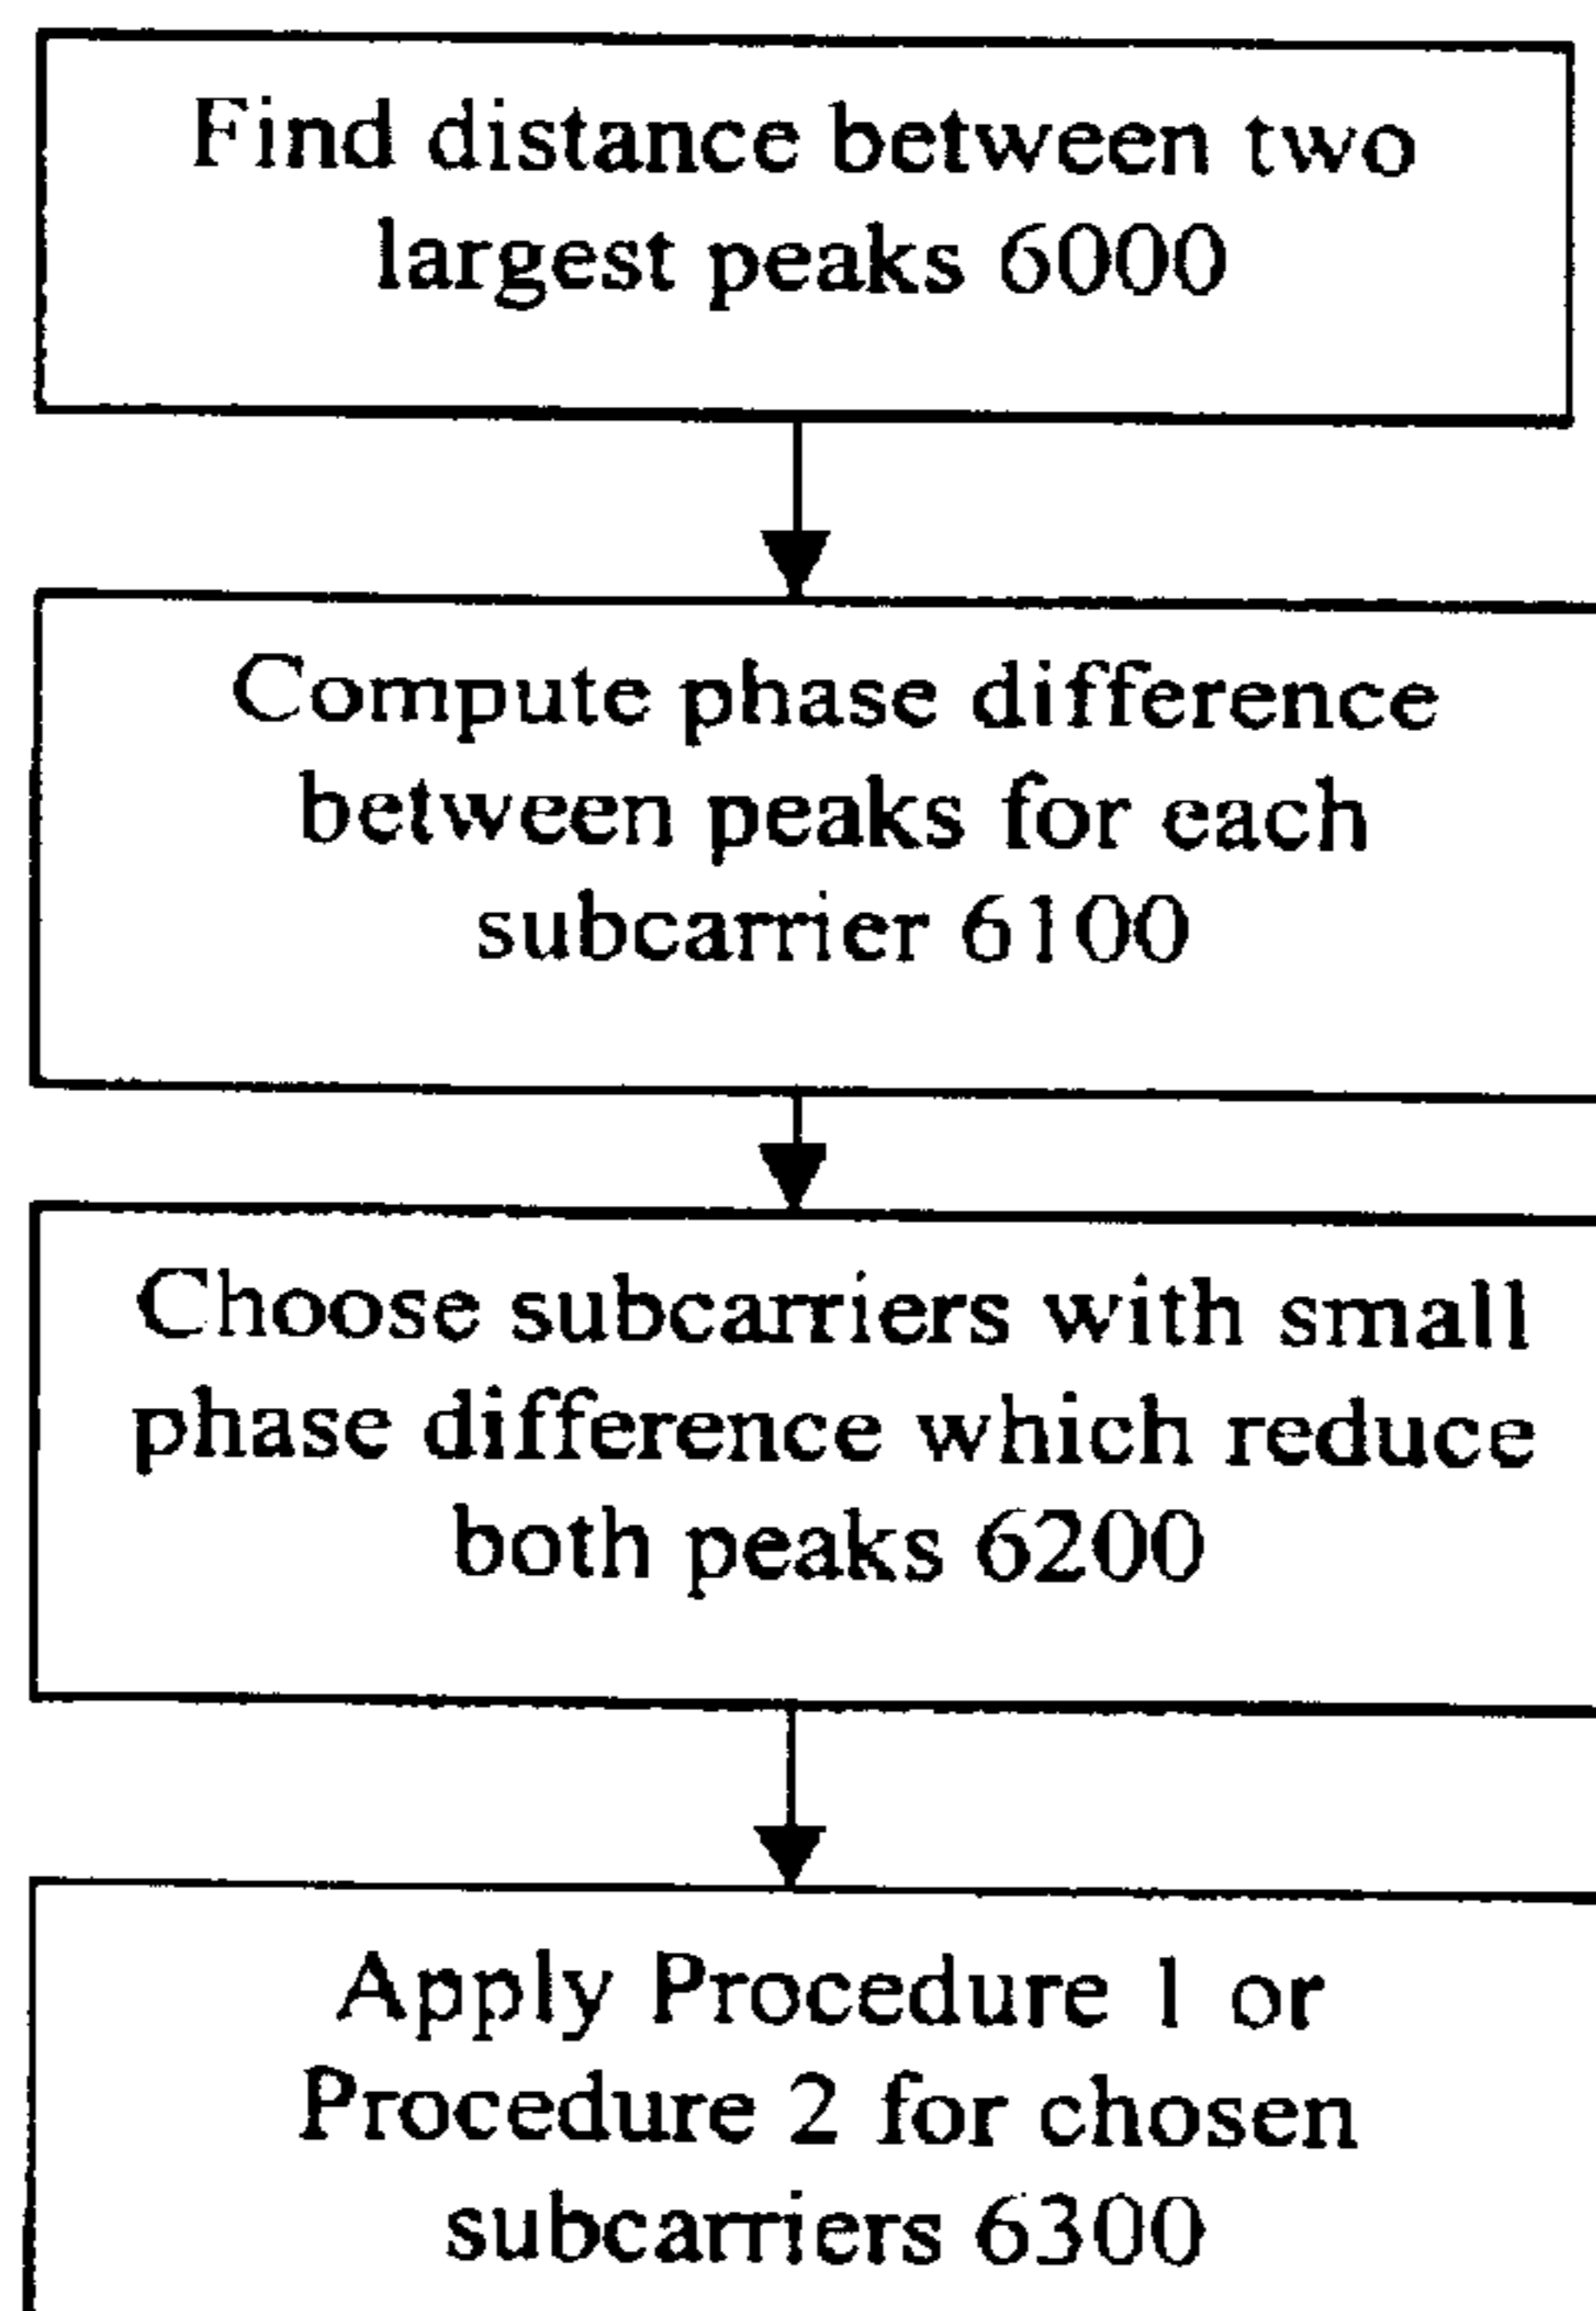 Find distance between two
largest peaks 6000
Compute phase difference
between peaks for each
subcarrier 6100
Choose subcarriers with small
phase difference which reduce
both peaks 6200
Apply Procedure 1 or
Procedure 2 for chosen
subcarriers 6300